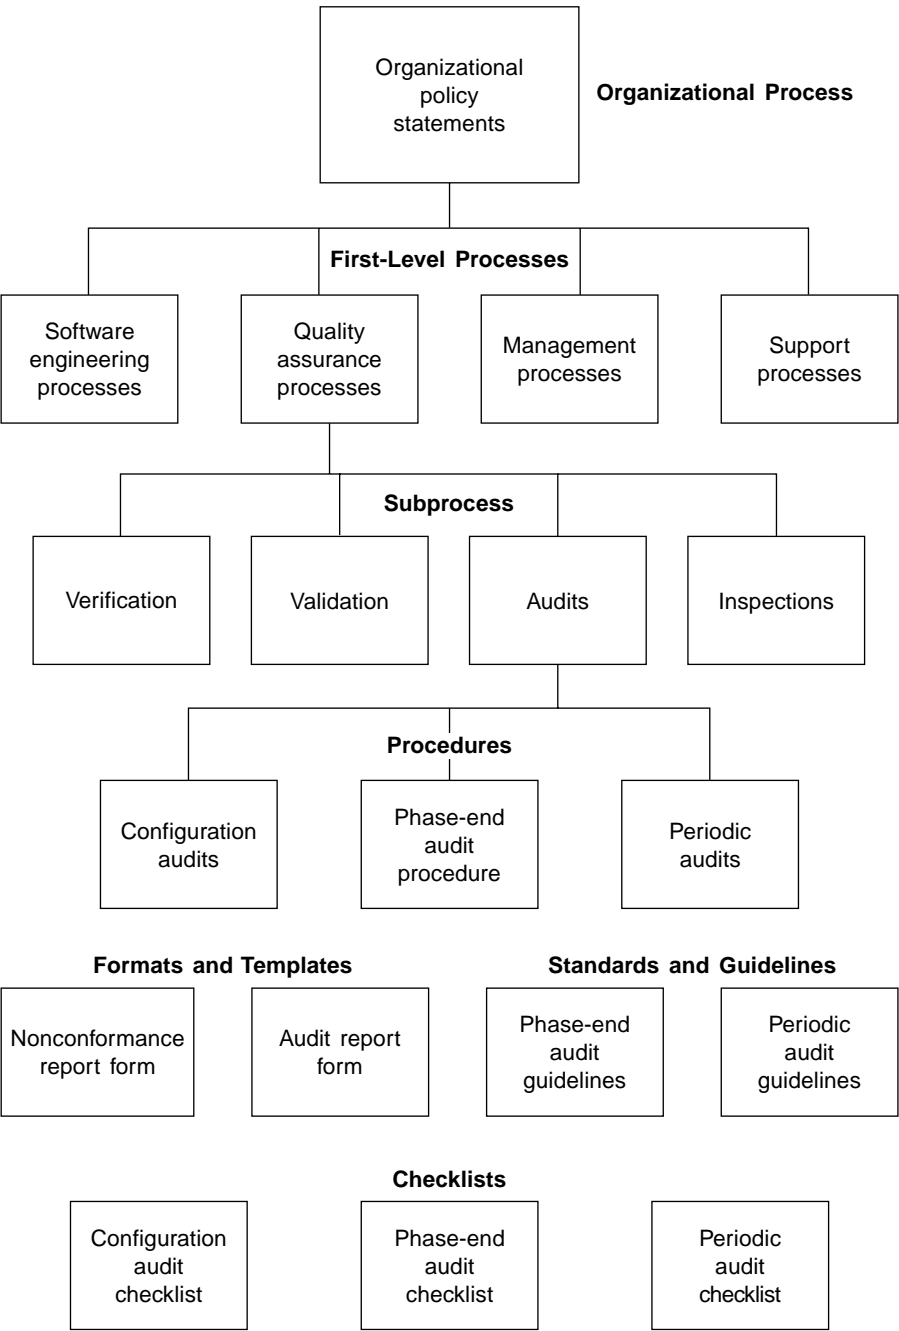 Organizational
policy
statements
Organizational Process
First-Level Processes
Software
engineering
processes
Quality
assurance
processes
Management
processes
Support
processes
Subprocess
Verification
Validation
Audits
Inspections
Procedures
Configuration
audits
Phase-end
audit
procedure
Periodic
audits
Formats and Templates
Standards and Guidelines
Nonconformance
report form
Audit report
form
Phase-end
audit
guidelines
Periodic
audit
guidelines
Checklists
Configuration
audit
checklist
Phase-end
audit
checklist
Periodic
audit
checklist